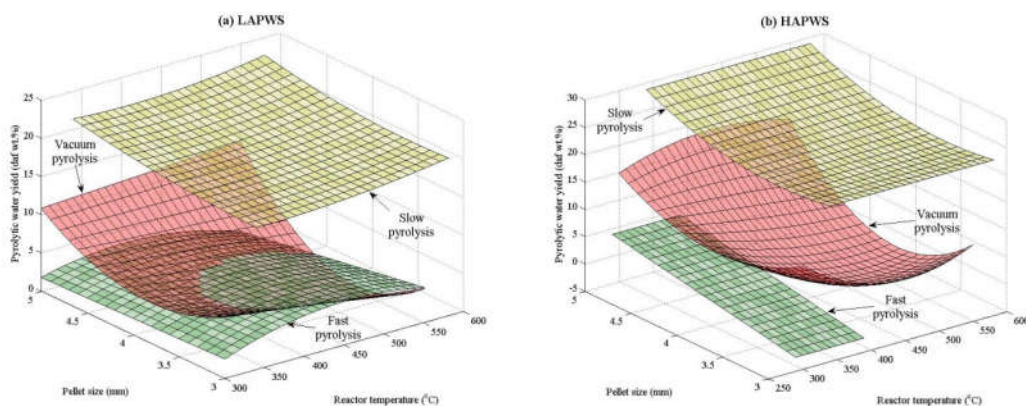 (a) LAPWS
25
20
15
10
5
0
Pyrolytic water yield (daf wt.%)
Vacuum
pyrolysis
Slow
pyrolysis
Fast
pyrolysis
5
4.5
4
3.5
3
Pellet size (mm)
300
350
400
450
500
550
600
Reactor temperature (⁰C)
(b) HAPWS
30
25
20
15
10
5
0
-5
Pyrolytic water yield (daf wt.%)
Slow
pyrolysis
Vacuum
pyrolysis
Fast
pyrolysis
5
4.5
4
3.5
3
Pellet size (mm)
250
300
350
400
450
500
550
600
Reactor temperature (⁰C)